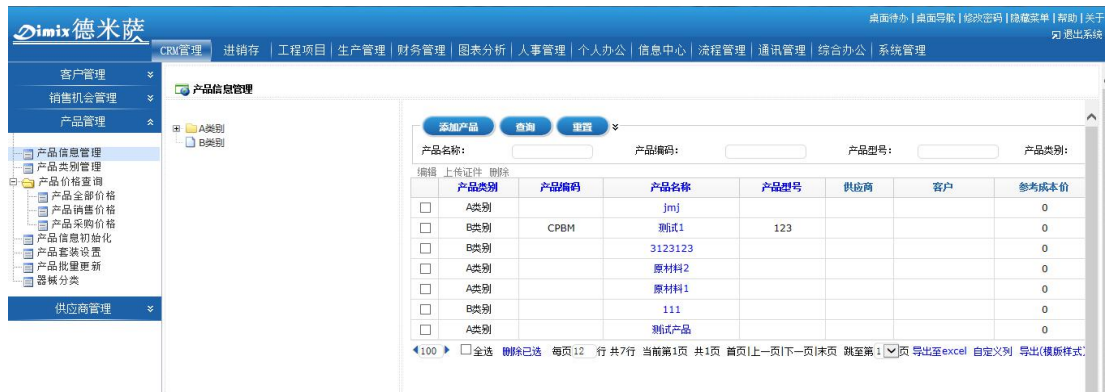 桌面待办 | 桌面导航 | 修改密码 | 隐藏菜单 | 帮助 | 关于
Dimix德米萨
退出系统
CRM管理 进销存 工程项目 生产管理 财务管理 图表分析 人事管理 个人办公 信息中心 流程管理 通讯管理 综合办公 系统管理
客户管理
销售机会管理
产品管理
产品信息管理
产品类别管理
产品价格查询
产品全部价格
产品销售价格
产品采购价格
产品信息初始化
产品套装设置
产品批量更新
器械分类
供应商管理
产品信息管理
A类别
B类别
添加产品 查询 重置
产品名称: 产品编码: 产品型号: 产品类别:
编辑 上传证件 删除
产品类别 产品编码 产品名称 产品型号 供应商 客户 参考成本价
A类别 jmj 0
B类别 CPBM 测试1 123 0
B类别 3123123 0
A类别 原材料2 0
A类别 原材料1 0
B类别 111 0
A类别 测试产品 0
100 全选 删除已选 每页12 行 共7行 当前第1页 共1页 首页|上一页|下一页|末页 跳至第 1 页 导出至excel 自定义列 导出(模版样式)